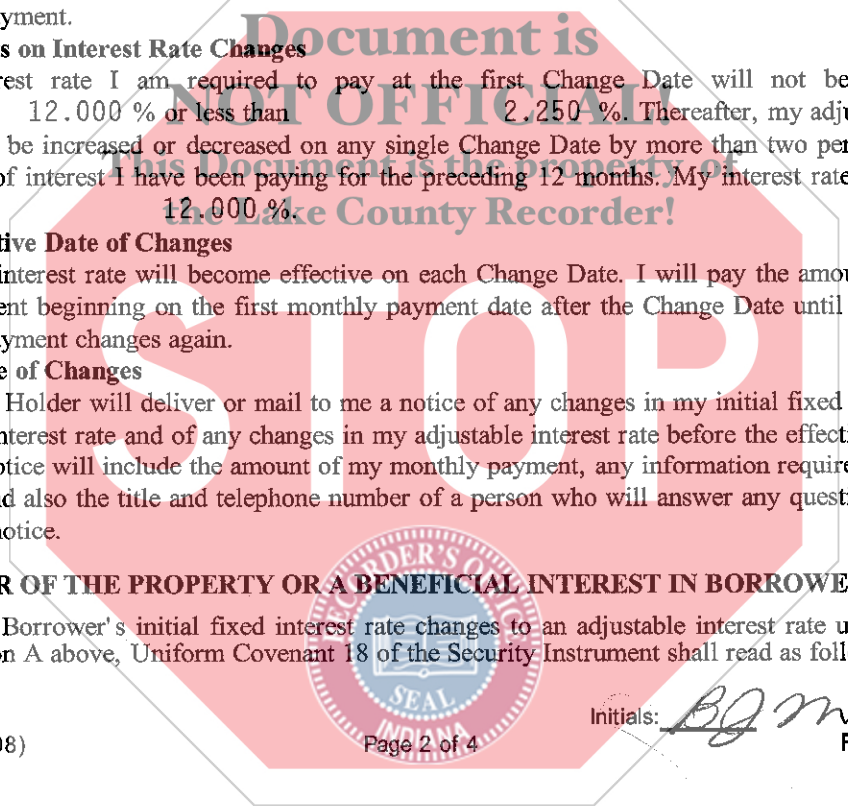 yment.
Document is
s on Interest Rate Changes
rest rate I am required to pay at the first Change Date will not be
NOT OFFICIAL!
12.000 % or less than 2.250 %. Thereafter, my adju
be increased or decreased on any single Change Date by more than two per
This Document is the property of
of interest I have been paying for the preceding 12 months. My interest rate
the Lake County Recorder!
12.000 %.
tive Date of Changes
interest rate will become effective on each Change Date. I will pay the amou
ent beginning on the first monthly payment date after the Change Date until
yment changes again.
STOP
e of Changes
Holder will deliver or mail to me a notice of any changes in my initial fixed
nterest rate and of any changes in my adjustable interest rate before the effecti
otice will include the amount of my monthly payment, any information require
d also the title and telephone number of a person who will answer any questi
notice.
RECORDER'S OFFICE
R OF THE PROPERTY OR A BENEFICIAL INTEREST IN BORROWE
Borrower's initial fixed interest rate changes to an adjustable interest rate u
on A above, Uniform Covenant 18 of the Security Instrument shall read as foll
SEAL
INDIANA
Initials: BJM
08) Page 2 of 4 F